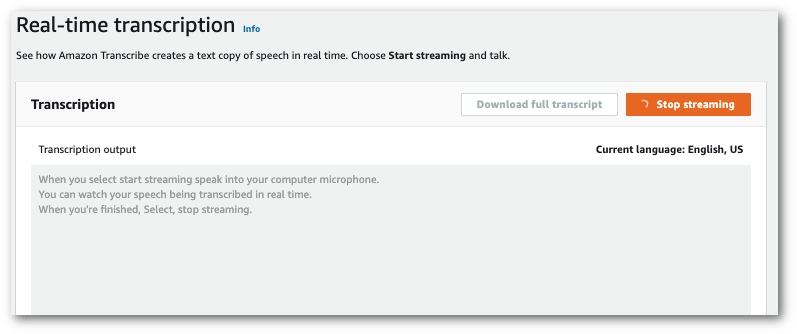 Real-time transcription Info
See how Amazon Transcribe creates a text copy of speech in real time. Choose Start streaming and talk.
Transcription
Download full transcript
Stop streaming
Transcription output
Current language: English, US
When you select start streaming speak into your computer microphone.
You can watch your speech being transcribed in real time.
When you're finished, Select, stop streaming.